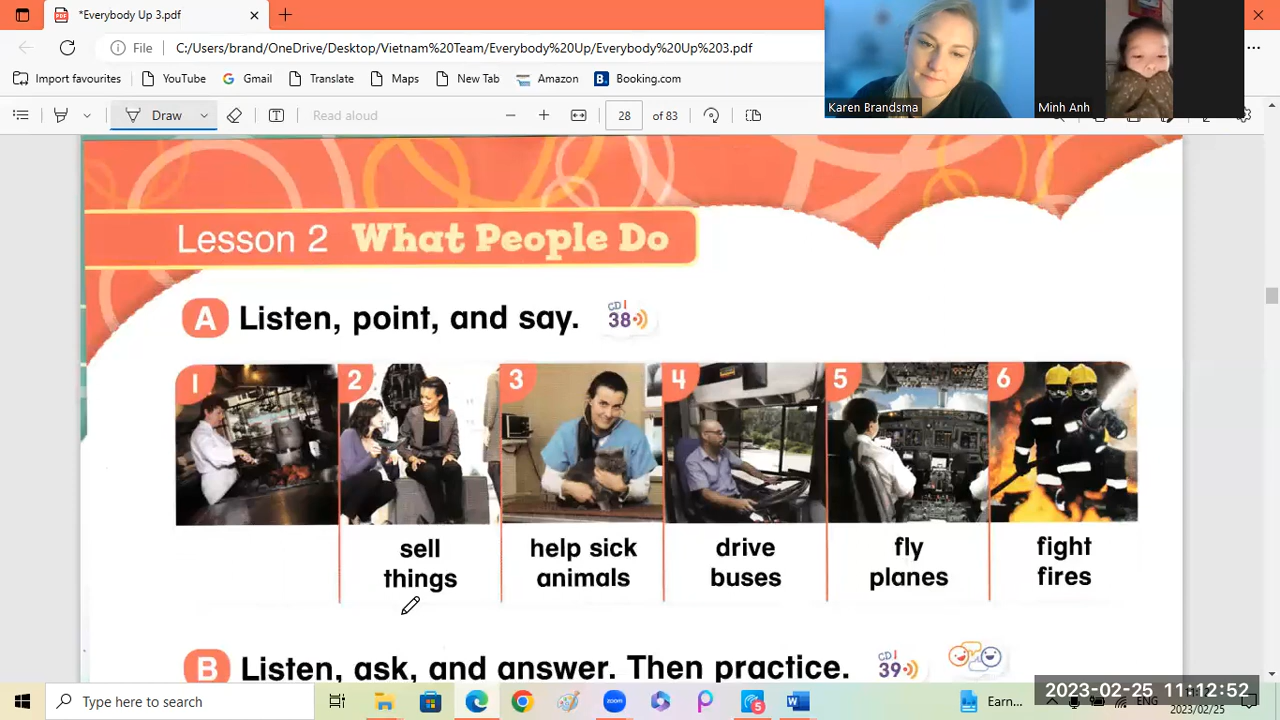 *Everybody Up 3.pdf
File C:/Users/brand/OneDrive/Desktop/Vietnam%20Team/Everybody%20Up/Everybody%20Up%203.pdf
Import favourites YouTube Gmail Translate Maps New Tab Amazon Booking.com
Karen Brandsma Minh Anh
Draw Read aloud 28 of 83
Lesson 2 What People Do
A Listen, point, and say. CD 1 38
1 2 3 4 5 6
sell things
help sick animals
drive buses
fly planes
fight fires
B Listen, ask, and answer. Then practice. CD 1 39
Type here to search
5
Earn...
2023-02-25 11:12:52
2023/02/25